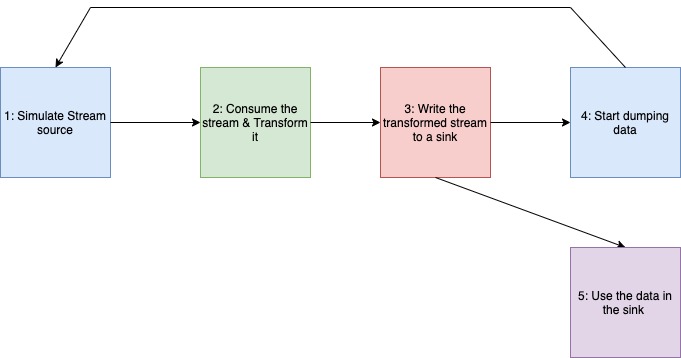 1: Simulate Stream
source
2: Consume the
stream & Transform
it
3: Write the
transformed stream
to a sink
4: Start dumping
data
5: Use the data in
the sink